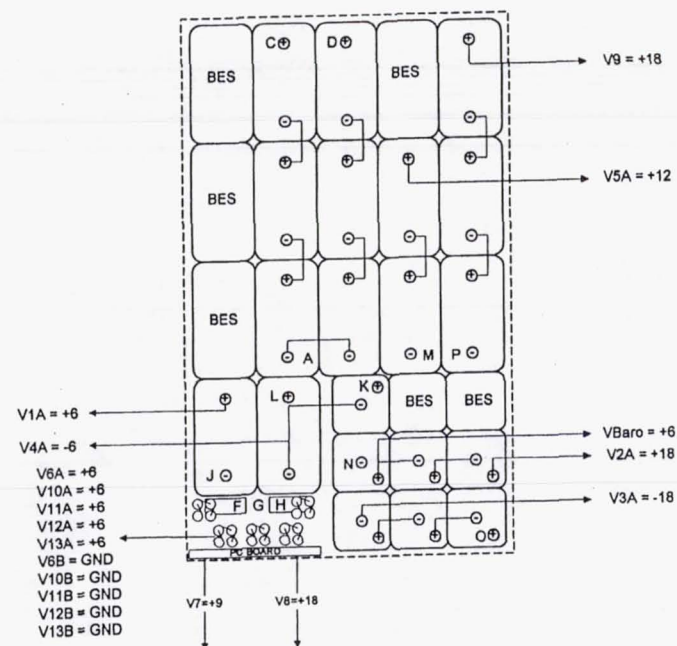 C
D
BES
BES
V9 = +18
BES
V5A = +12
BES
A
M
P
K
BES
BES
L
V1A = +6
V4A = -6
J
N
VBaro = +6
V2A = +18
V3A = -18
O
V6A = +6
V10A = +6
V11A = +6
V12A = +6
V13A = +6
V6B = GND
V10B = GND
V11B = GND
V12B = GND
V13B = GND
F G H
PC BOARD
V7=+9
V8=+18